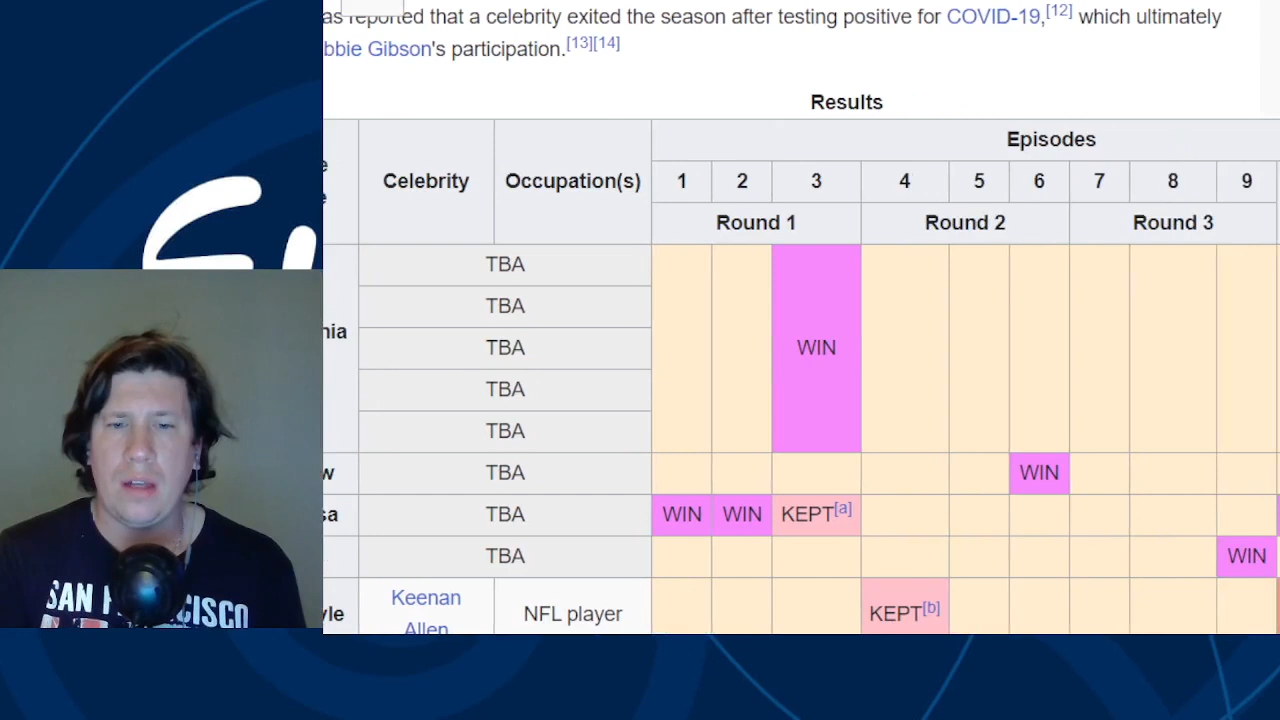 as reported that a celebrity exited the season after testing positive for COVID-19,[12] which ultimately
bbie Gibson's participation.[13][14]
Results
Celebrity Occupation(s) Episodes
1 2 3 4 5 6 7 8 9
Round 1 Round 2 Round 3
TBA
TBA
nia TBA WIN
TBA
TBA
w TBA WIN
sa TBA WIN WIN KEPT[a]
TBA WIN
yle Keenan Allen NFL player KEPT[b]
SAN FRANCISCO